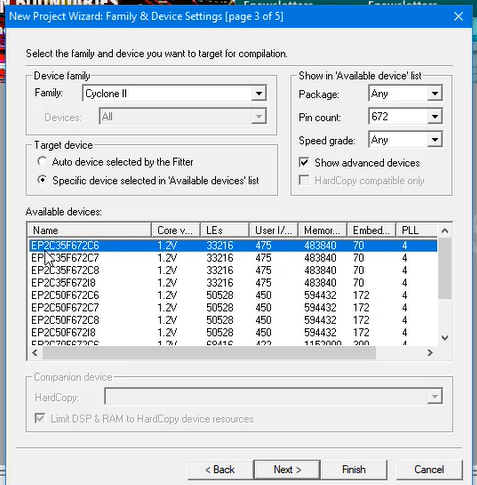 New Project Wizard: Family & Device Settings [page 3 of 5]
Select the family and device you want to target for compilation.
Device family
Family: Cyclone II
Devices: All
Show in 'Available device' list
Package: Any
Pin count: 672
Speed grade: Any
Show advanced devices
HardCopy compatible only
Target device
Auto device selected by the Fitter
Specific device selected in 'Available devices' list
Available devices:
Name Core v... LEs User I/... Memor... Embed... PLL
EP2C35F672C6 1.2V 33216 475 483840 70 4
EP2C35F672C7 1.2V 33216 475 483840 70 4
EP2C35F672C8 1.2V 33216 475 483840 70 4
EP2C35F672I8 1.2V 33216 475 483840 70 4
EP2C50F672C6 1.2V 50528 450 594432 172 4
EP2C50F672C7 1.2V 50528 450 594432 172 4
EP2C50F672C8 1.2V 50528 450 594432 172 4
EP2C50F672I8 1.2V 50528 450 594432 172 4
EP2C70F672C6 1.2V 68416 422 1152000 300 4
Companion device
HardCopy:
Limit DSP & RAM to HardCopy device resources
< Back Next > Finish Cancel